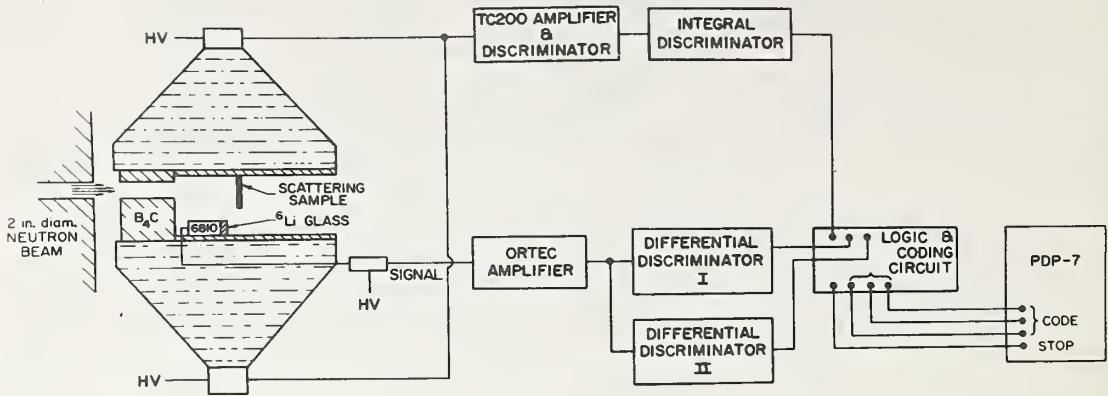 HV
TC200 AMPLIFIER
&
DISCRIMINATOR
INTEGRAL
DISCRIMINATOR
SCATTERING
SAMPLE
2 in. diam.
NEUTRON
BEAM
B₄C
6810
⁶Li GLASS
SIGNAL
HV
HV
ORTEC
AMPLIFIER
DIFFERENTIAL
DISCRIMINATOR
I
DIFFERENTIAL
DISCRIMINATOR
II
LOGIC &
CODING
CIRCUIT
PDP-7
CODE
STOP